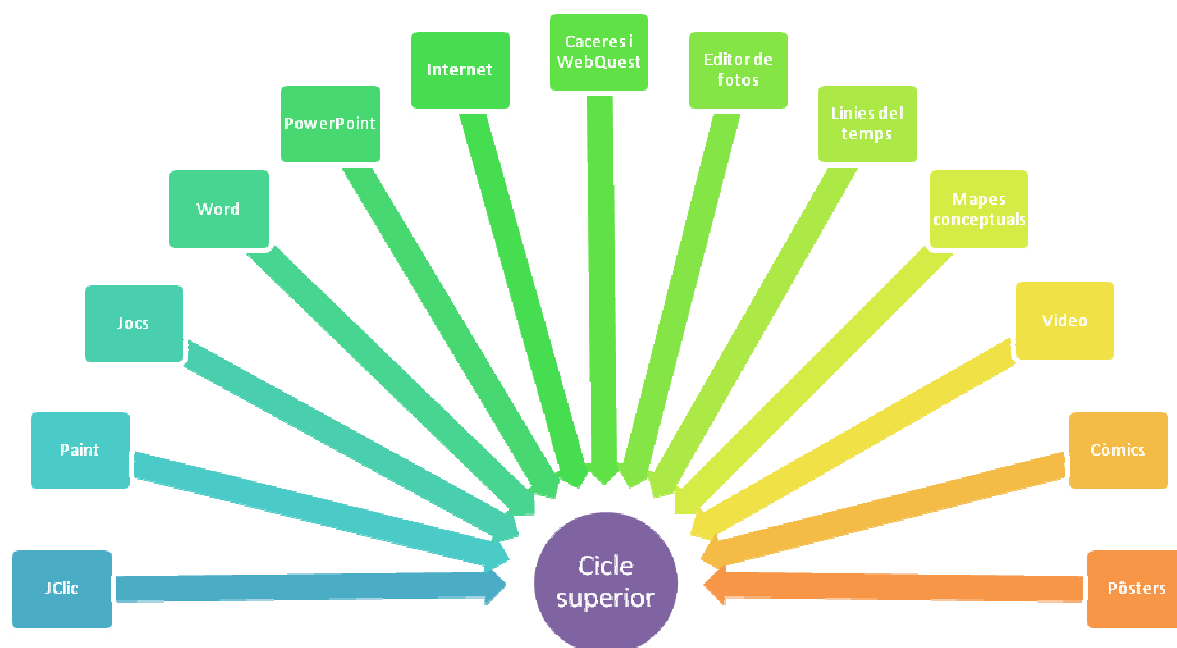 Caceres i
WebQuest
Internet
Editor de
fotos
PowerPoint
Línies del
temps
Word
Mapes
conceptuals
Jocs
Vídeo
Paint
Còmics
JClic
Pòsters
Cicle
superior